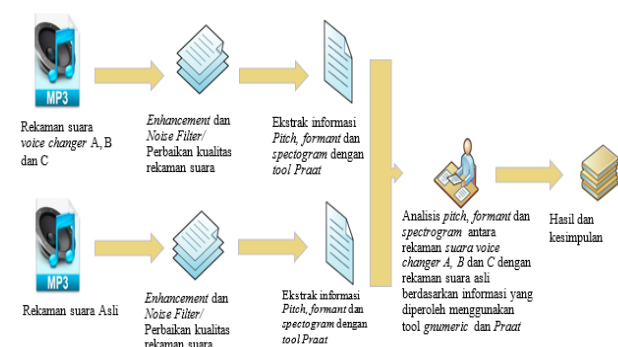 MP3
Rekaman suara
voice changer A, B
dan C
Enhancement dan
Noise Filter/
Perbaikan kualitas
rekaman suara
Ekstrak informasi
Pitch, formant dan
spectogram dengan
tool Praat
Analisis pitch, formant dan
spectrogram antara
rekaman suara voice
changer A, B dan C dengan
rekaman suara asli
berdasarkan informasi yang
diperoleh menggunakan
tool gnumeric dan Praat
Hasil dan
kesimpulan
MP3
Rekaman suara Asli
Enhancement dan
Noise Filter/
Perbaikan kualitas
rekaman suara
Ekstrak informasi
Pitch, formant dan
spectogram dengan
tool Praat